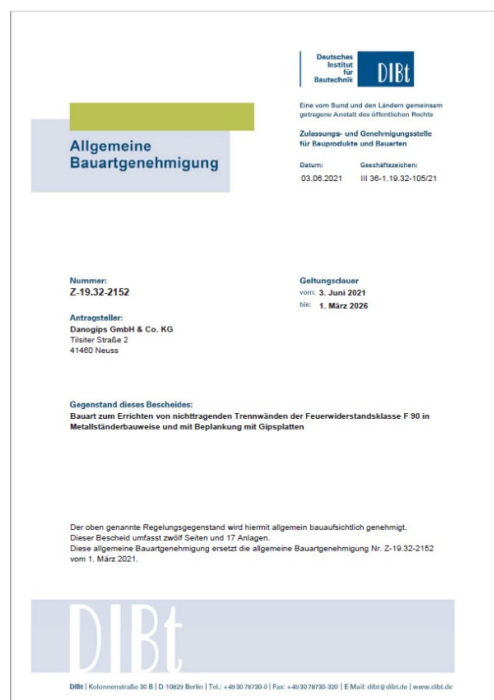 Deutsches
Institut
für
Bautechnik
DIBt
Eine vom Bund und den Ländern gemeinsam
getragene Anstalt des öffentlichen Rechts
Zulassungs- und Genehmigungsstelle
für Bauprodukte und Bauarten
Allgemeine
Bauartgenehmigung
Datum: Geschäftszeichen:
03.06.2021 III 36-1.19.32-105/21
Nummer:
Z-19.32-2152
Geltungsdauer
vom: 3. Juni 2021
bis: 1. März 2026
Antragsteller:
Danogips GmbH & Co. KG
Tilsiter Straße 2
41460 Neuss
Gegenstand dieses Bescheides:
Bauart zum Errichten von nichttragenden Trennwänden der Feuerwiderstandsklasse F 90 in
Metallständerbauweise und mit Beplankung mit Gipsplatten
Der oben genannte Regelungsgegenstand wird hiermit allgemein bauaufsichtlich genehmigt.
Dieser Bescheid umfasst zwölf Seiten und 17 Anlagen.
Diese allgemeine Bauartgenehmigung ersetzt die allgemeine Bauartgenehmigung Nr. Z-19.32-2152
vom 1. März 2021.
DIBt
DIBt | Kolonnenstraße 30 B | D-10829 Berlin | Tel.: +49 30 78730-0 | Fax: +49 30 78730-320 | E-Mail: dibt@dibt.de | www.dibt.de